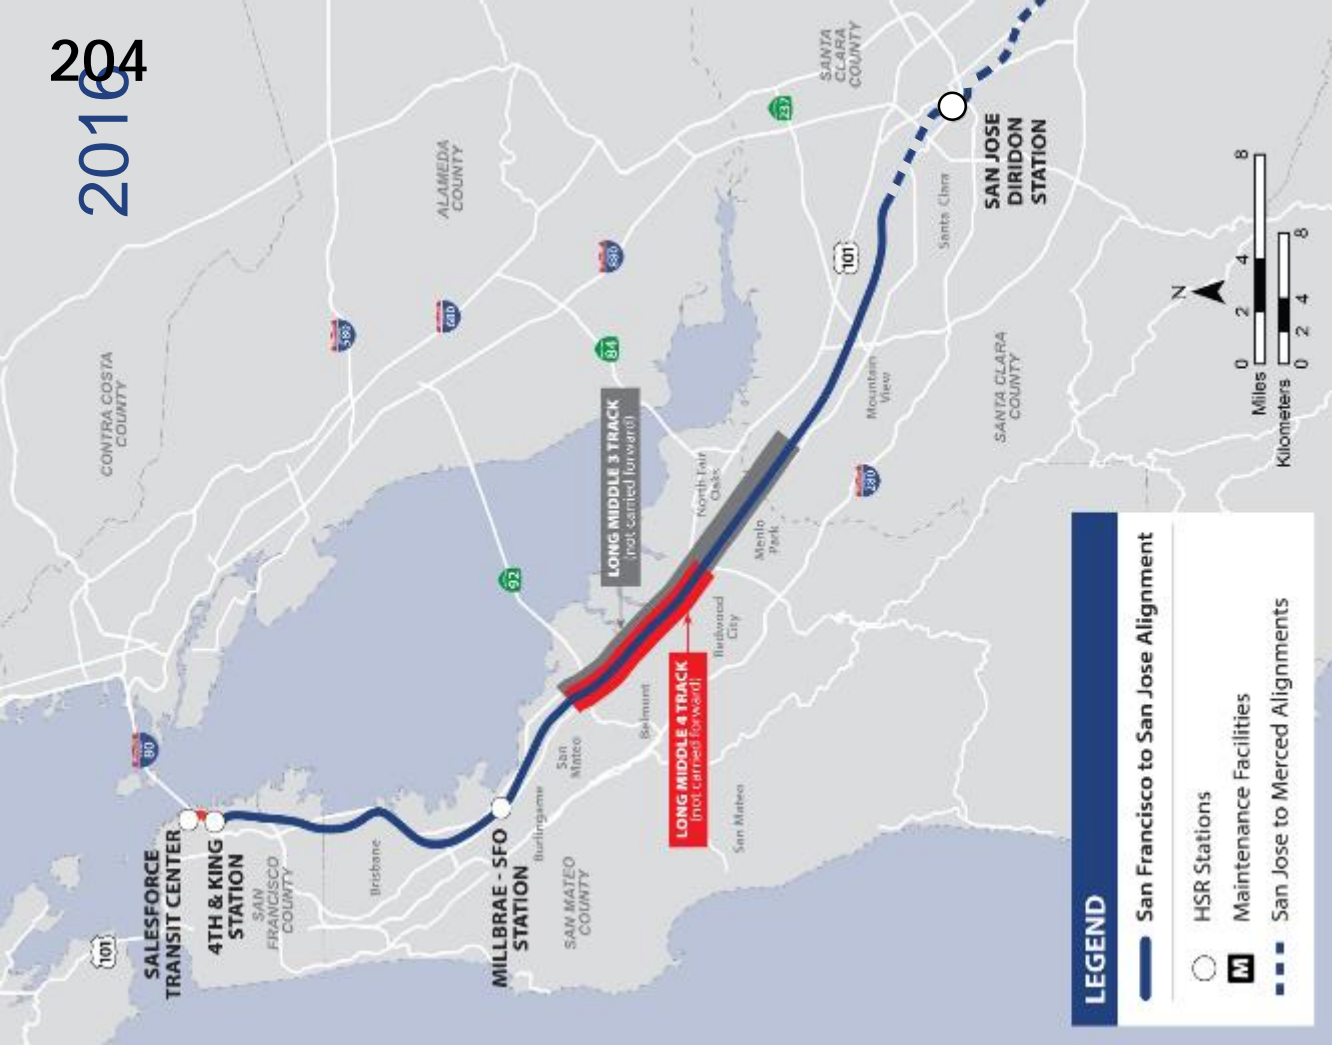 204
2016
CONTRA COSTA
COUNTY
ALAMEDA
COUNTY
SANTA
CLARA
COUNTY
580
680
880
237
84
92
101
280
80
101
SALESFORCE
TRANSIT CENTER
4TH & KING
STATION
SAN
FRANCISCO
COUNTY
Brisbane
MILLBRAE - SFO
STATION
Burlingame
SAN MATEO
COUNTY
San
Mateo
Belmont
LONG MIDDLE 3 TRACK
(not carried forward)
LONG MIDDLE 4 TRACK
(not carried forward)
San Mateo
Redwood
City
North Fair
Oaks
Menlo
Park
Mountain
View
Santa Clara
SANTA CLARA
COUNTY
SAN JOSE
DIRIDON
STATION
N
0 2 4 8
Miles
Kilometers
0 2 4 8
LEGEND
San Francisco to San Jose Alignment
HSR Stations
M Maintenance Facilities
San Jose to Merced Alignments